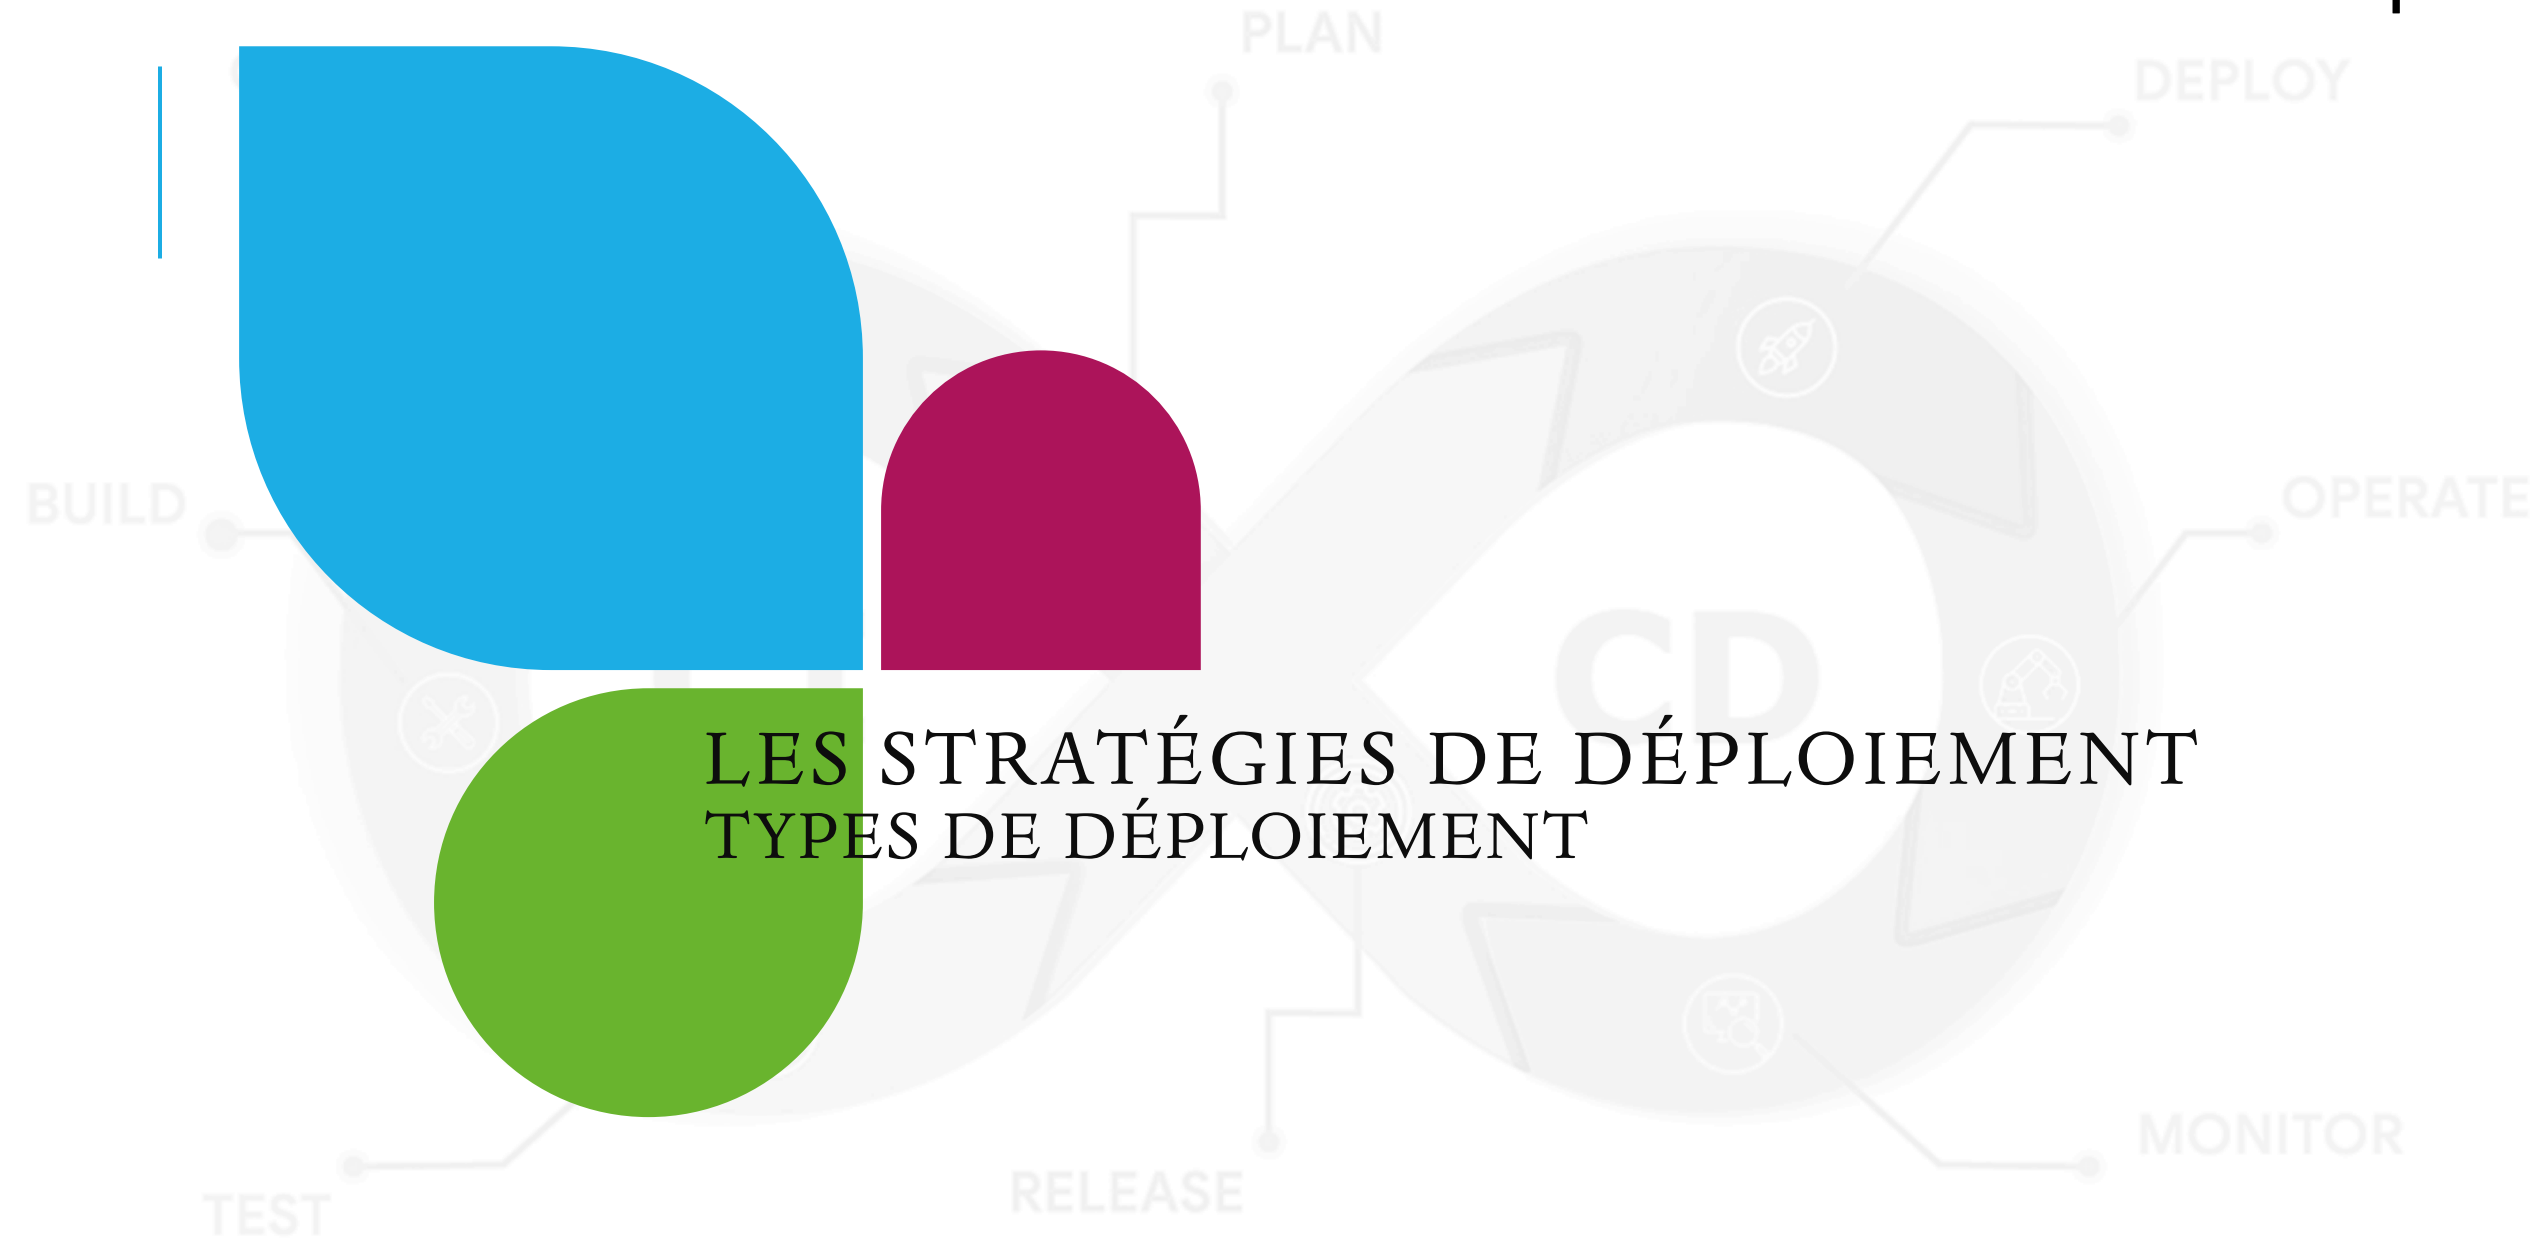 PLAN
DEPLOY
BUILD
OPERATE
CD
LES STRATÉGIES DE DÉPLOIEMENT
TYPES DE DÉPLOIEMENT
MONITOR
RELEASE
TEST